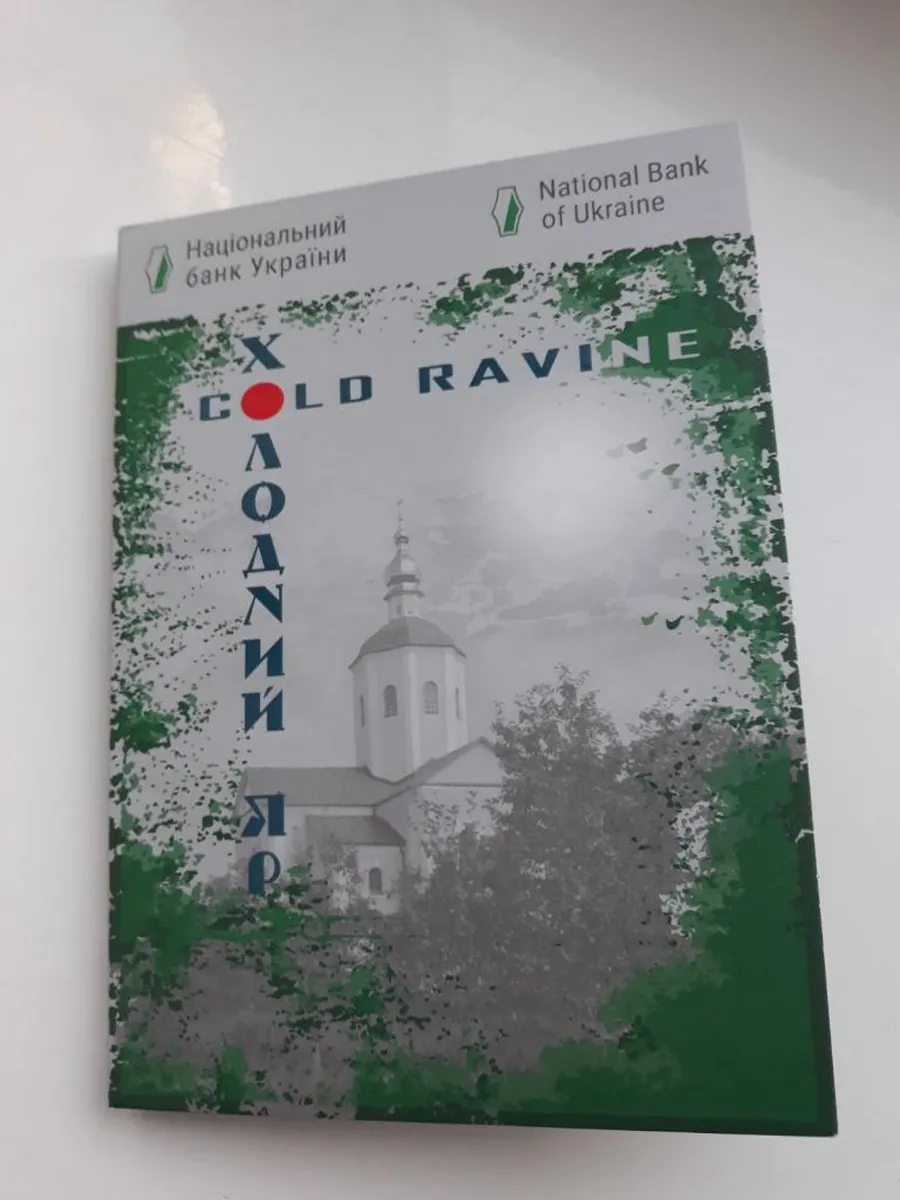 Національний
банк України
National Bank
of Ukraine
COLD RAVINE
ХОЛОДНИЙ ЯР